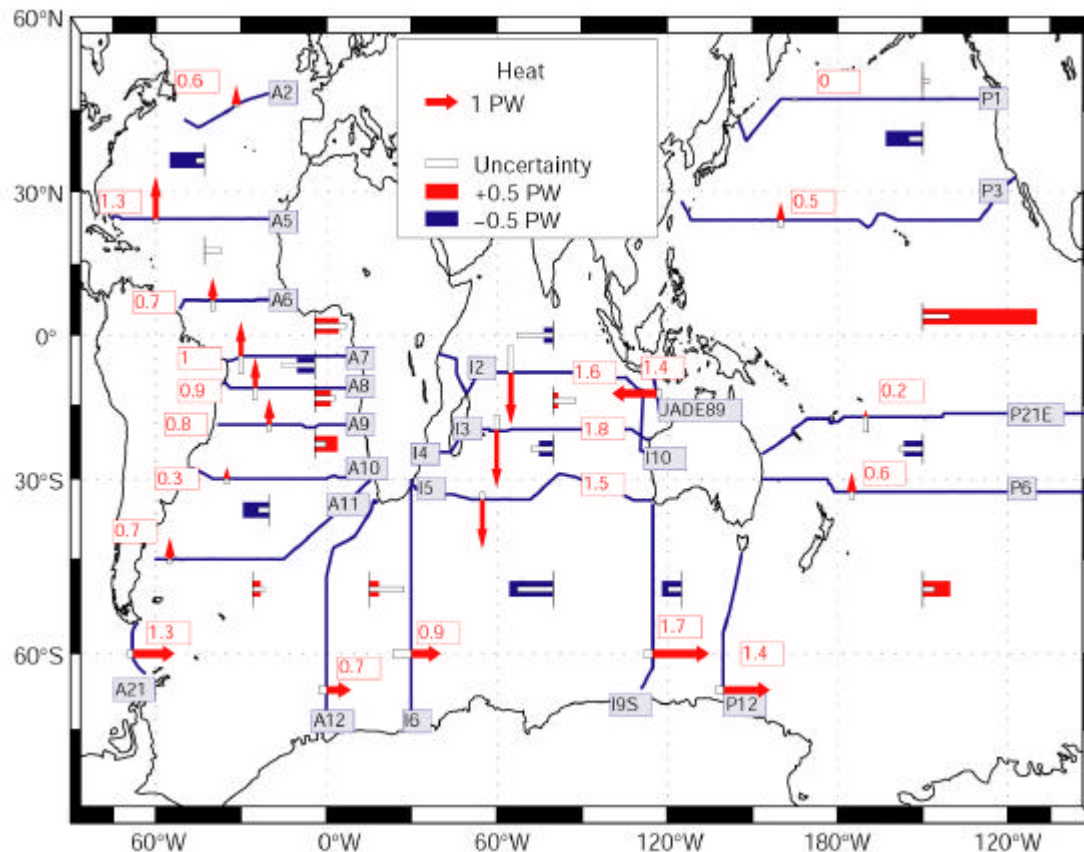 60°N
30°N
0°
30°S
60°S
Heat
1 PW
Uncertainty
+0.5 PW
−0.5 PW
0.6
A2
1.3
A5
0.7
A6
1
A7
0.9
A8
0.8
A9
0.3
A10
A11
0.7
1.3
A21
0.7
A12
0.9
I6
I2
1.6
1.4
JADE89
I3
1.8
I4
I10
I5
1.5
1.7
I9S
1.4
P12
0
P1
P3
0.5
0.2
P21E
0.6
P6
60°W
0°W
60°W
120°W
180°W
120°W